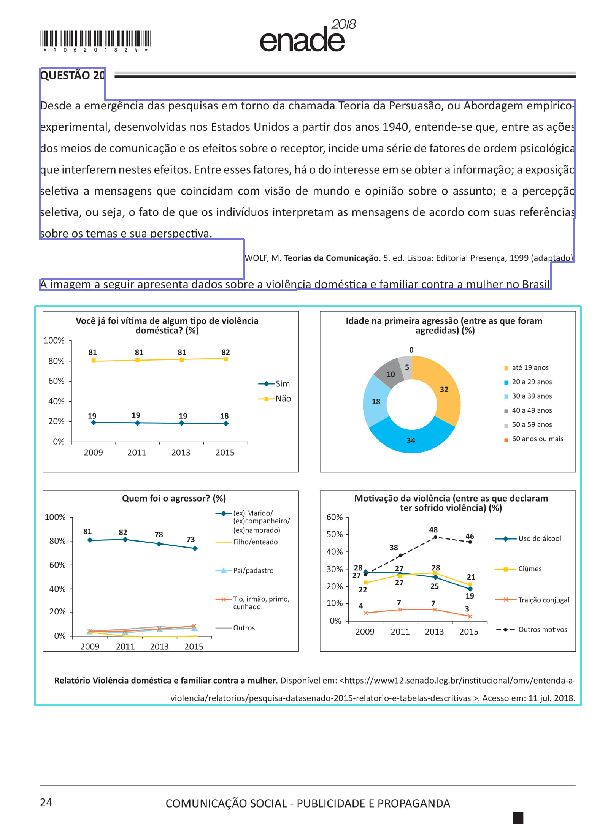 *R06201824*
enade2018
QUESTÃO 20
Desde a emergência das pesquisas em torno da chamada Teoria da Persuasão, ou Abordagem empírico-
experimental, desenvolvidas nos Estados Unidos a partir dos anos 1940, entende-se que, entre as ações
dos meios de comunicação e os efeitos sobre o receptor, incide uma série de fatores de ordem psicológica
que interferem nestes efeitos. Entre esses fatores, há o do interesse em se obter a informação; a exposição
seletiva a mensagens que coincidam com visão de mundo e opinião sobre o assunto; e a percepção
seletiva, ou seja, o fato de que os indivíduos interpretam as mensagens de acordo com suas referências
sobre os temas e sua perspectiva.
WOLF, M. Teorias da Comunicação. 5. ed. Lisboa: Editorial Presença, 1999 (adaptado).
A imagem a seguir apresenta dados sobre a violência doméstica e familiar contra a mulher no Brasil.
Você já foi vítima de algum tipo de violência
doméstica? (%)
100%
80%
60%
40%
20%
0%
81 81 81 82
19 19 19 18
2009 2011 2013 2015
Sim
Não
Idade na primeira agressão (entre as que foram
agredidas) (%)
0
5
10
18
32
34
até 19 anos
20 a 29 anos
30 a 39 anos
40 a 49 anos
50 a 59 anos
60 anos ou mais
Quem foi o agressor? (%)
100%
80%
60%
40%
20%
0%
81 82 78 73
2009 2011 2013 2015
(ex) Marido/
(ex)companheiro/
(ex)namorado)
Filho/enteado
Pai/padastro
Tio, irmão, primo,
cunhado
Outros
Motivação da violência (entre as que declaram
ter sofrido violência) (%)
60%
50%
40%
30%
20%
10%
0%
48
46
38
28 27 28
27 27 25 21
22 19
4 7 7 3
2009 2011 2013 2015
Uso de álcool
Ciúmes
Traição conjugal
Outros motivos
Relatório Violência doméstica e familiar contra a mulher. Disponível em: <https://www12.senado.leg.br/institucional/omv/entenda-a-
violencia/relatorios/pesquisa-datasenado-2015-relatorio-e-tabelas-descritivas >. Acesso em: 11 jul. 2018.
24
COMUNICAÇÃO SOCIAL - PUBLICIDADE E PROPAGANDA